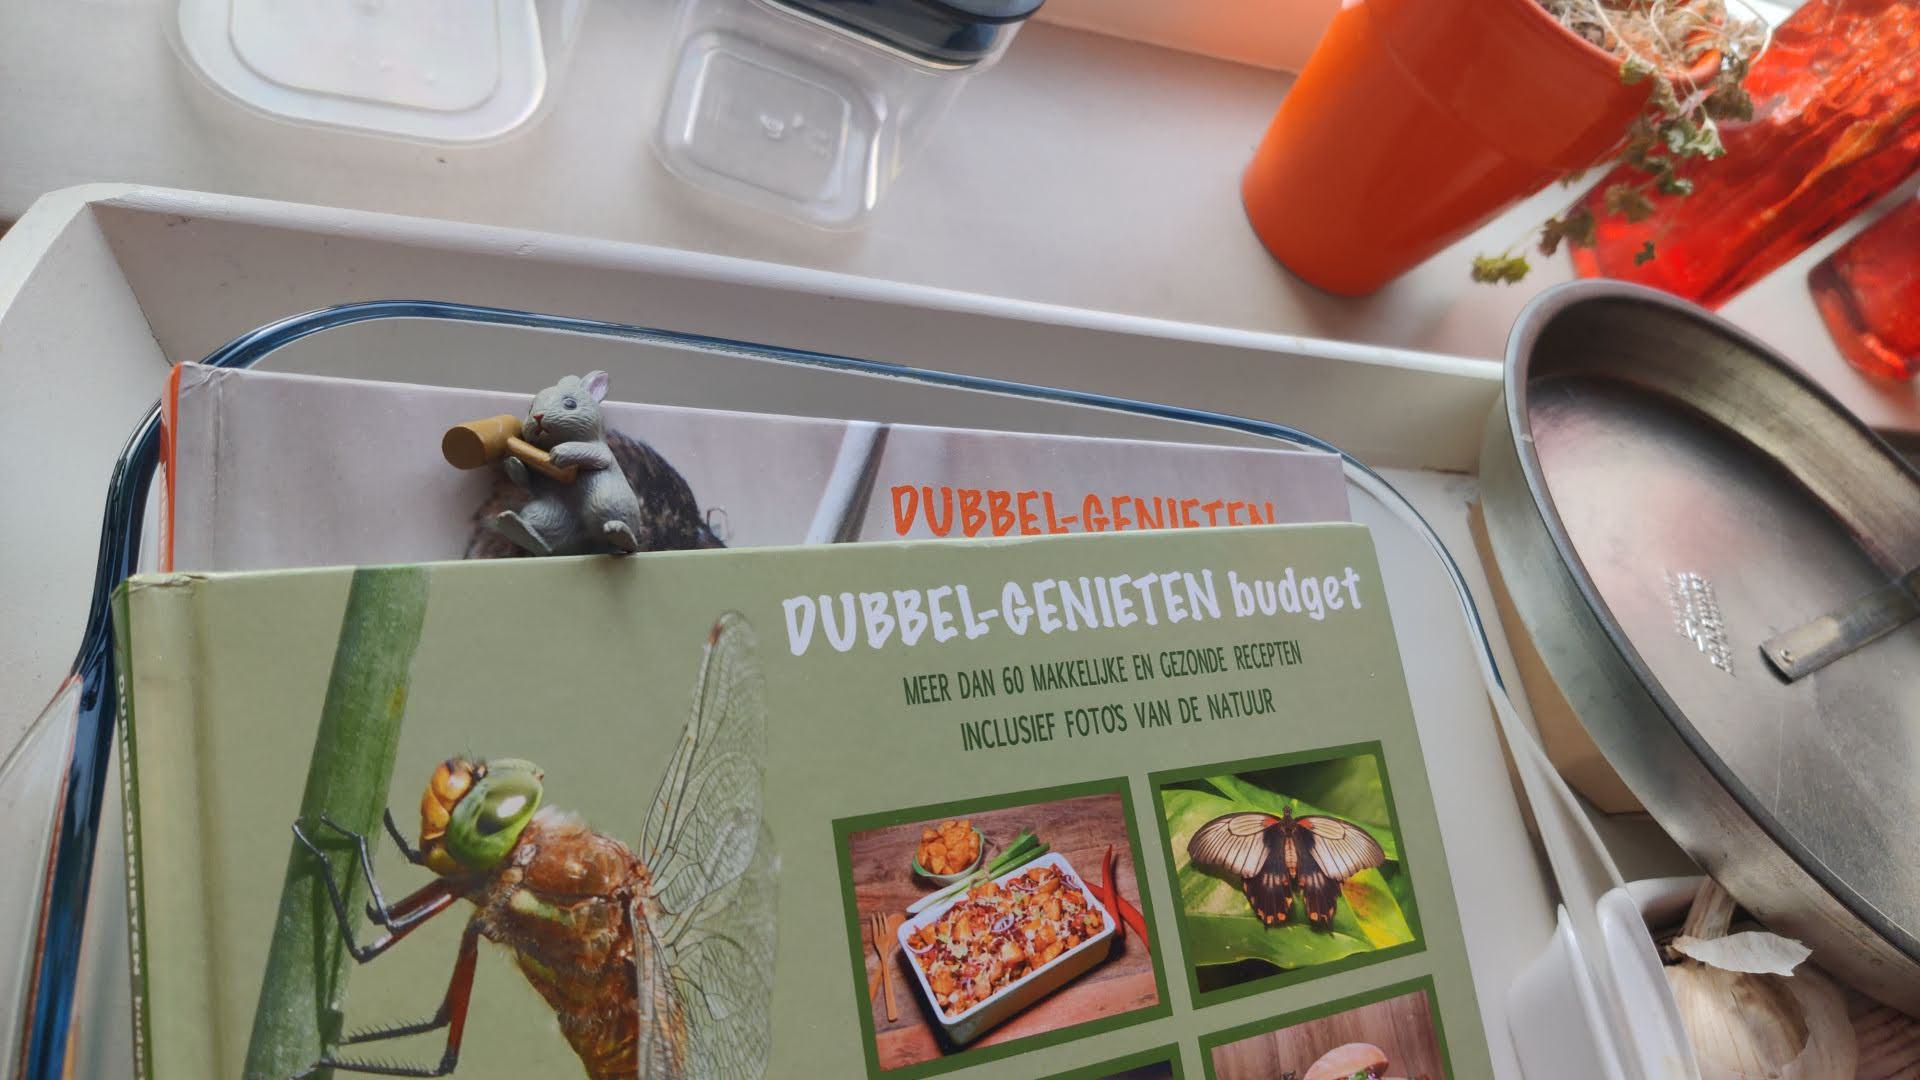 DUBBEL-GENIETEN
DUBBEL-GENIETEN budget
MEER DAN 60 MAKKELIJKE EN GEZONDE RECEPTEN
INCLUSIEF FOTO'S VAN DE NATUUR
DUBBEL-GENIETEN